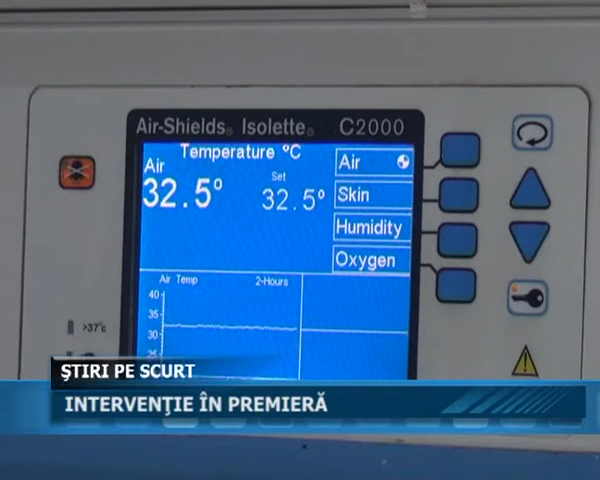 Air-Shields® Isolette® C2000
Temperature °C
Air
32.5°
Set
32.5°
Air
Skin
Humidity
Oxygen
Air Temp 2-Hours
40
35
30
>37°c
ŞTIRI PE SCURT
INTERVENŢIE ÎN PREMIERĂ